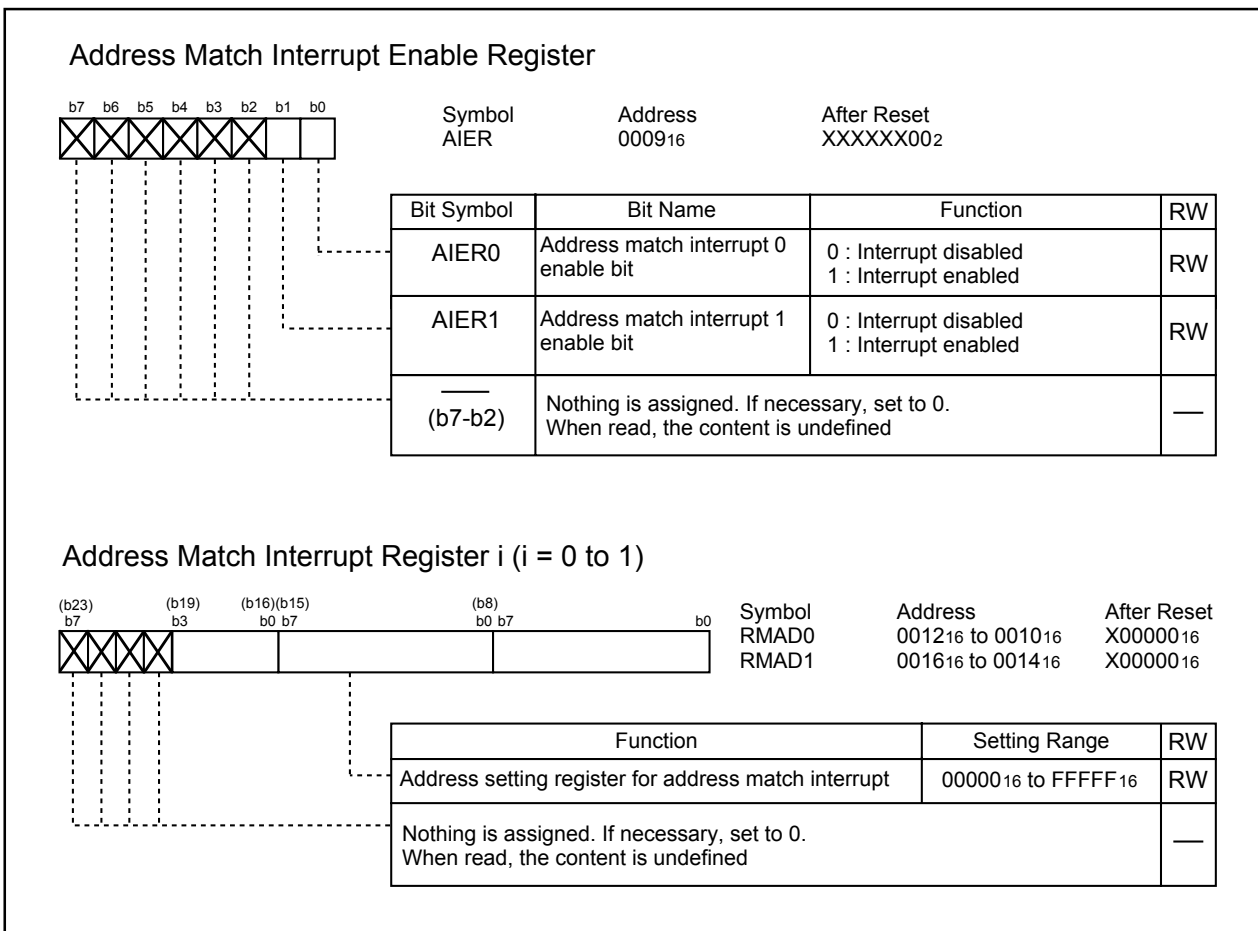 Address Match Interrupt Enable Register
b7 b6 b5 b4 b3 b2 b1 b0
Symbol Address After Reset
AIER 000916 XXXXXX002
Bit Symbol Bit Name Function RW
AIER0 Address match interrupt 0 enable bit 0 : Interrupt disabled 1 : Interrupt enabled RW
AIER1 Address match interrupt 1 enable bit 0 : Interrupt disabled 1 : Interrupt enabled RW
(b7-b2) Nothing is assigned. If necessary, set to 0. When read, the content is undefined —
Address Match Interrupt Register i (i = 0 to 1)
(b23) (b19) (b16)(b15) (b8)
b7 b3 b0 b7 b0 b7 b0
Symbol Address After Reset
RMAD0 001216 to 001016 X0000016
RMAD1 001616 to 001416 X0000016
Function Setting Range RW
Address setting register for address match interrupt 0000016 to FFFFF16 RW
Nothing is assigned. If necessary, set to 0.
When read, the content is undefined —